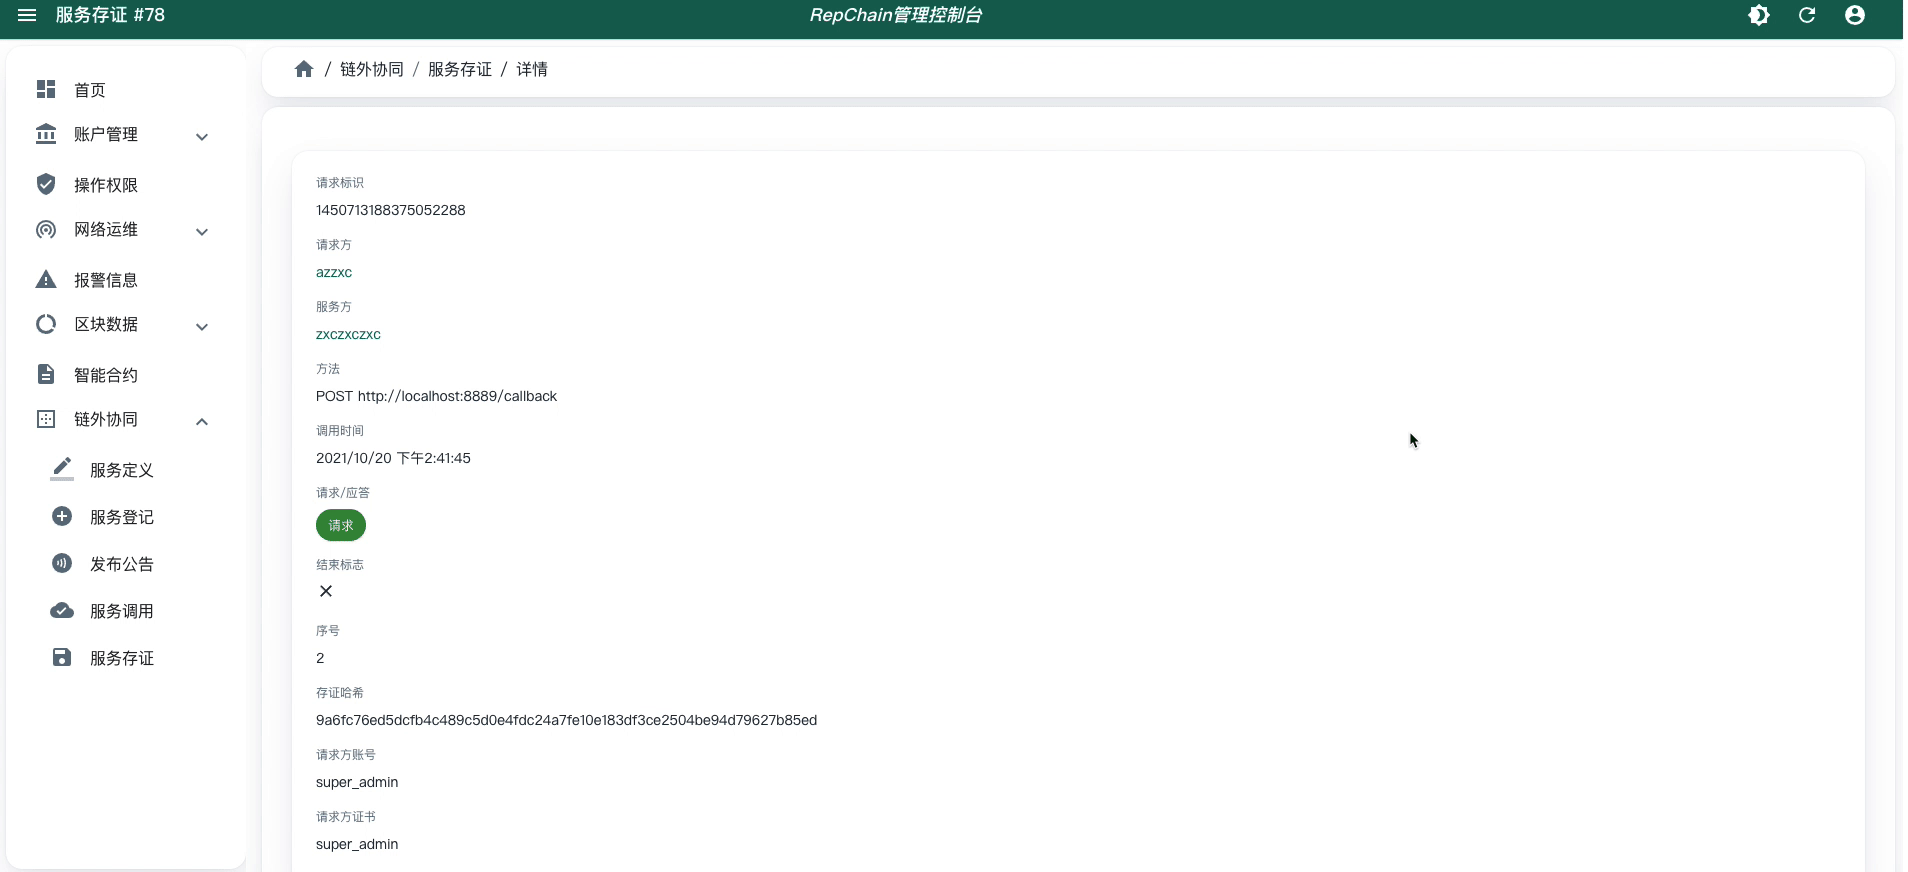 服务存证 #78
RepChain管理控制台
首页
账户管理
操作权限
网络运维
报警信息
区块数据
智能合约
链外协同
服务定义
服务登记
发布公告
服务调用
服务存证
/ 链外协同 / 服务存证 / 详情
请求标识
1450713188375052288
请求方
azzxc
服务方
zxczxczxc
方法
POST http://localhost:8889/callback
调用时间
2021/10/20 下午2:41:45
请求/应答
请求
结束标志
序号
2
存证哈希
9a6fc76ed5dcfb4c489c5d0e4fdc24a7fe10e183df3ce2504be94d79627b85ed
请求方账号
super_admin
请求方证书
super_admin